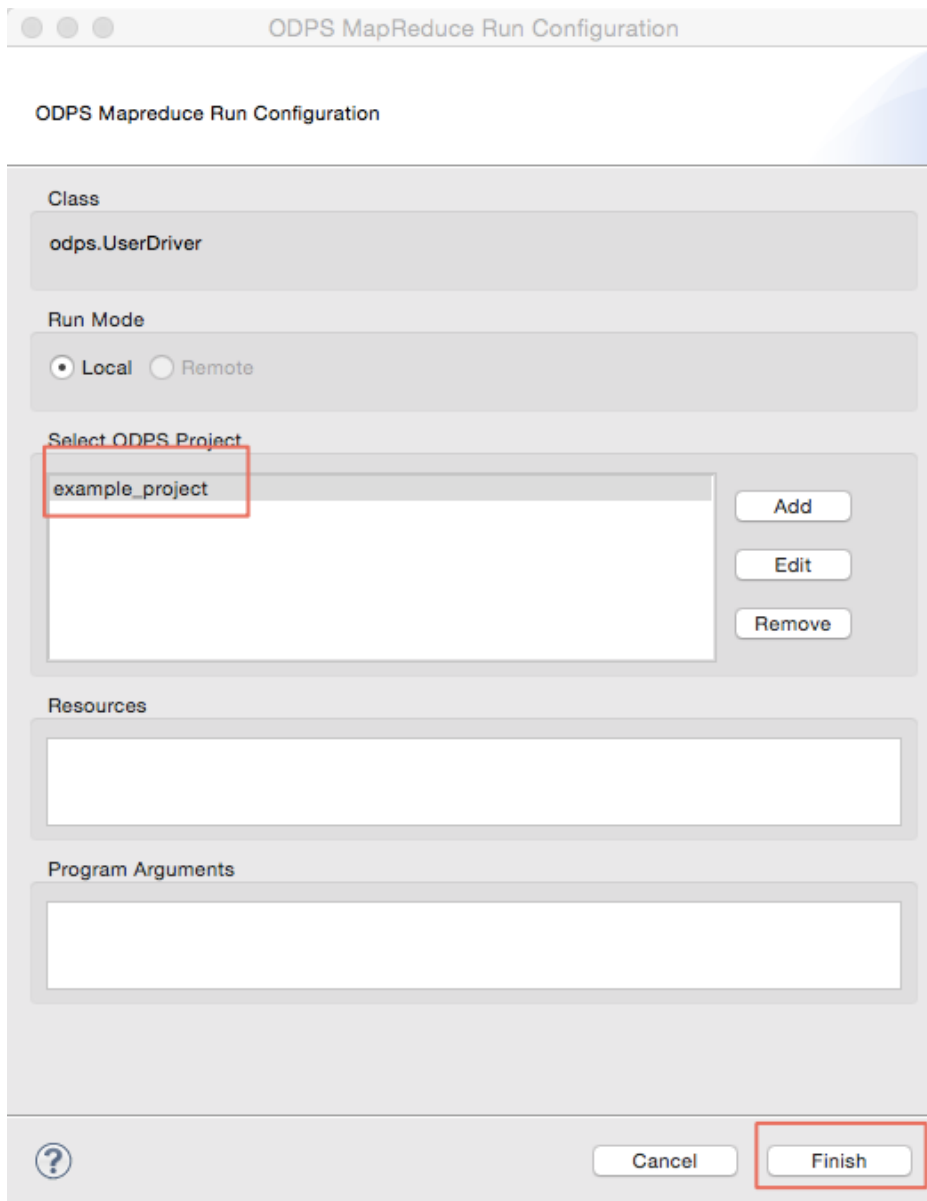 ODPS MapReduce Run Configuration
ODPS Mapreduce Run Configuration
Class
odps.UserDriver
Run Mode
Local Remote
Select ODPS Project
example_project
Add
Edit
Remove
Resources
Program Arguments
?
Cancel Finish